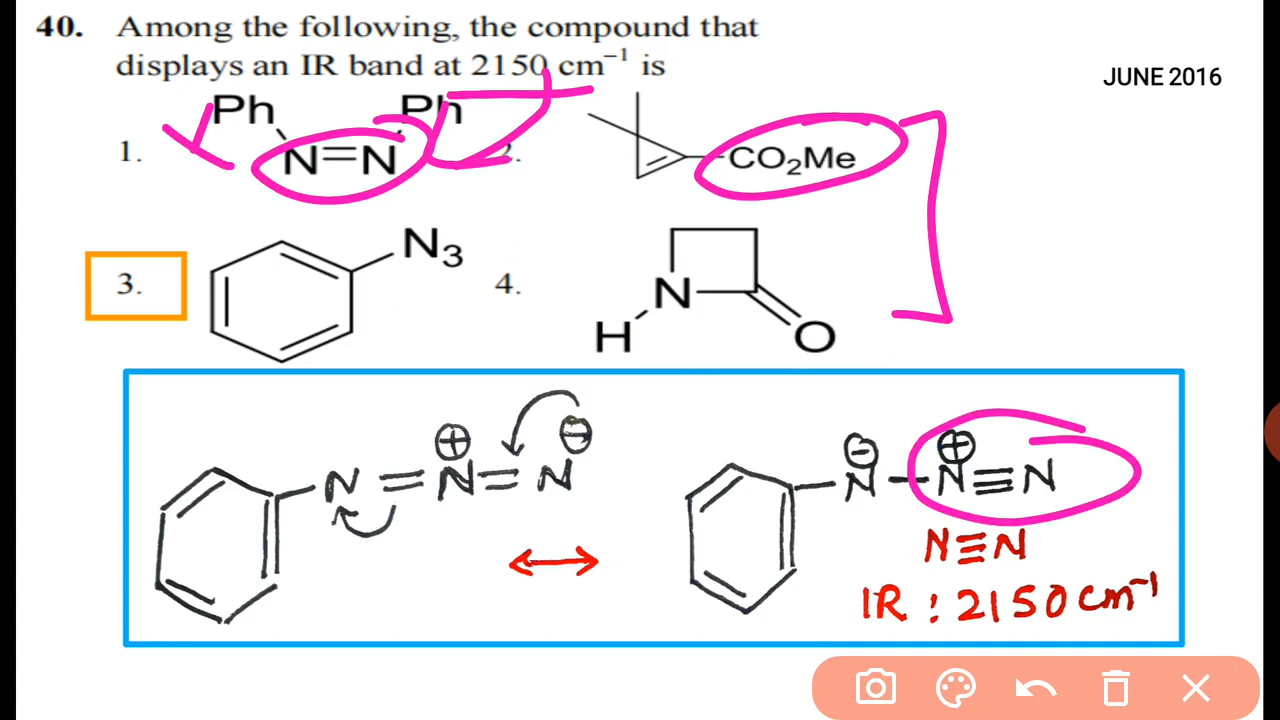 40. Among the following, the compound that
displays an IR band at 2150 cm⁻¹ is
JUNE 2016
1. Ph N=N Ph
2. CO₂Me
3. N₃
4. H N O
N=N⊕=N⊖
N⊖-N⊕≡N
N≡N
IR : 2150 cm⁻¹